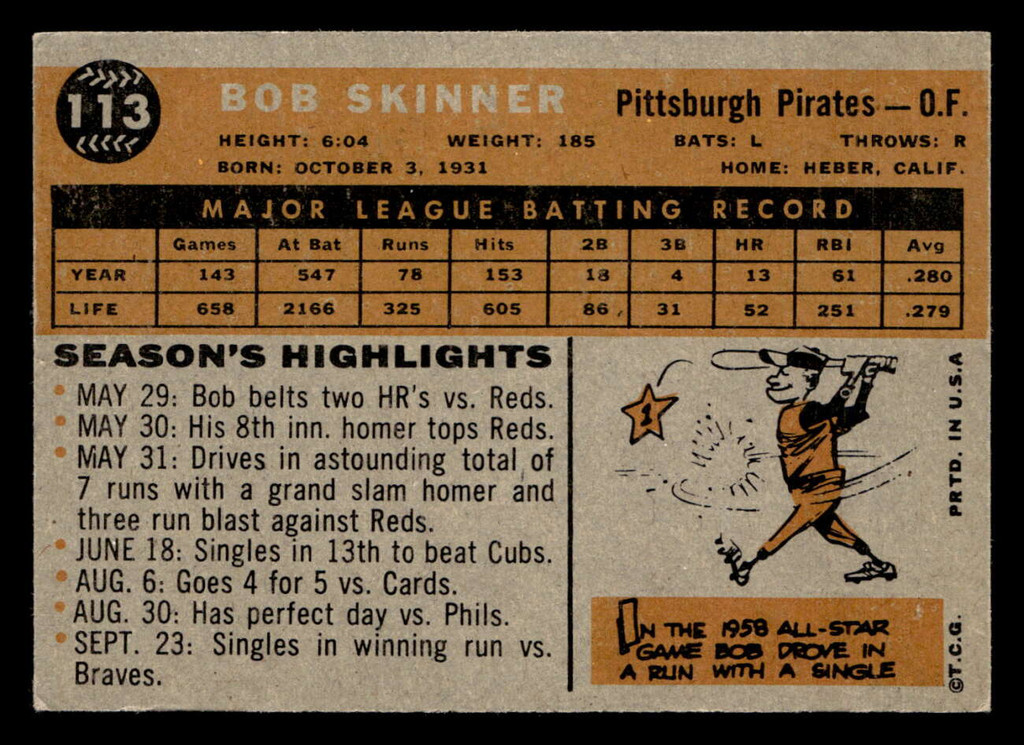 113
BOB SKINNER Pittsburgh Pirates — O.F.
HEIGHT: 6:04 WEIGHT: 185 BATS: L THROWS: R
BORN: OCTOBER 3, 1931 HOME: HEBER, CALIF.
MAJOR LEAGUE BATTING RECORD
Games At Bat Runs Hits 2B 3B HR RBI Avg
YEAR 143 547 78 153 18 4 13 61 .280
LIFE 658 2166 325 605 86 31 52 251 .279
SEASON'S HIGHLIGHTS
• MAY 29: Bob belts two HR's vs. Reds.
• MAY 30: His 8th inn. homer tops Reds.
• MAY 31: Drives in astounding total of
7 runs with a grand slam homer and
three run blast against Reds.
• JUNE 18: Singles in 13th to beat Cubs.
• AUG. 6: Goes 4 for 5 vs. Cards.
• AUG. 30: Has perfect day vs. Phils.
• SEPT. 23: Singles in winning run vs.
Braves.
1
IN THE 1958 ALL-STAR
GAME BOB DROVE IN
A RUN WITH A SINGLE
PRTD. IN U.S.A
©T.C.G.